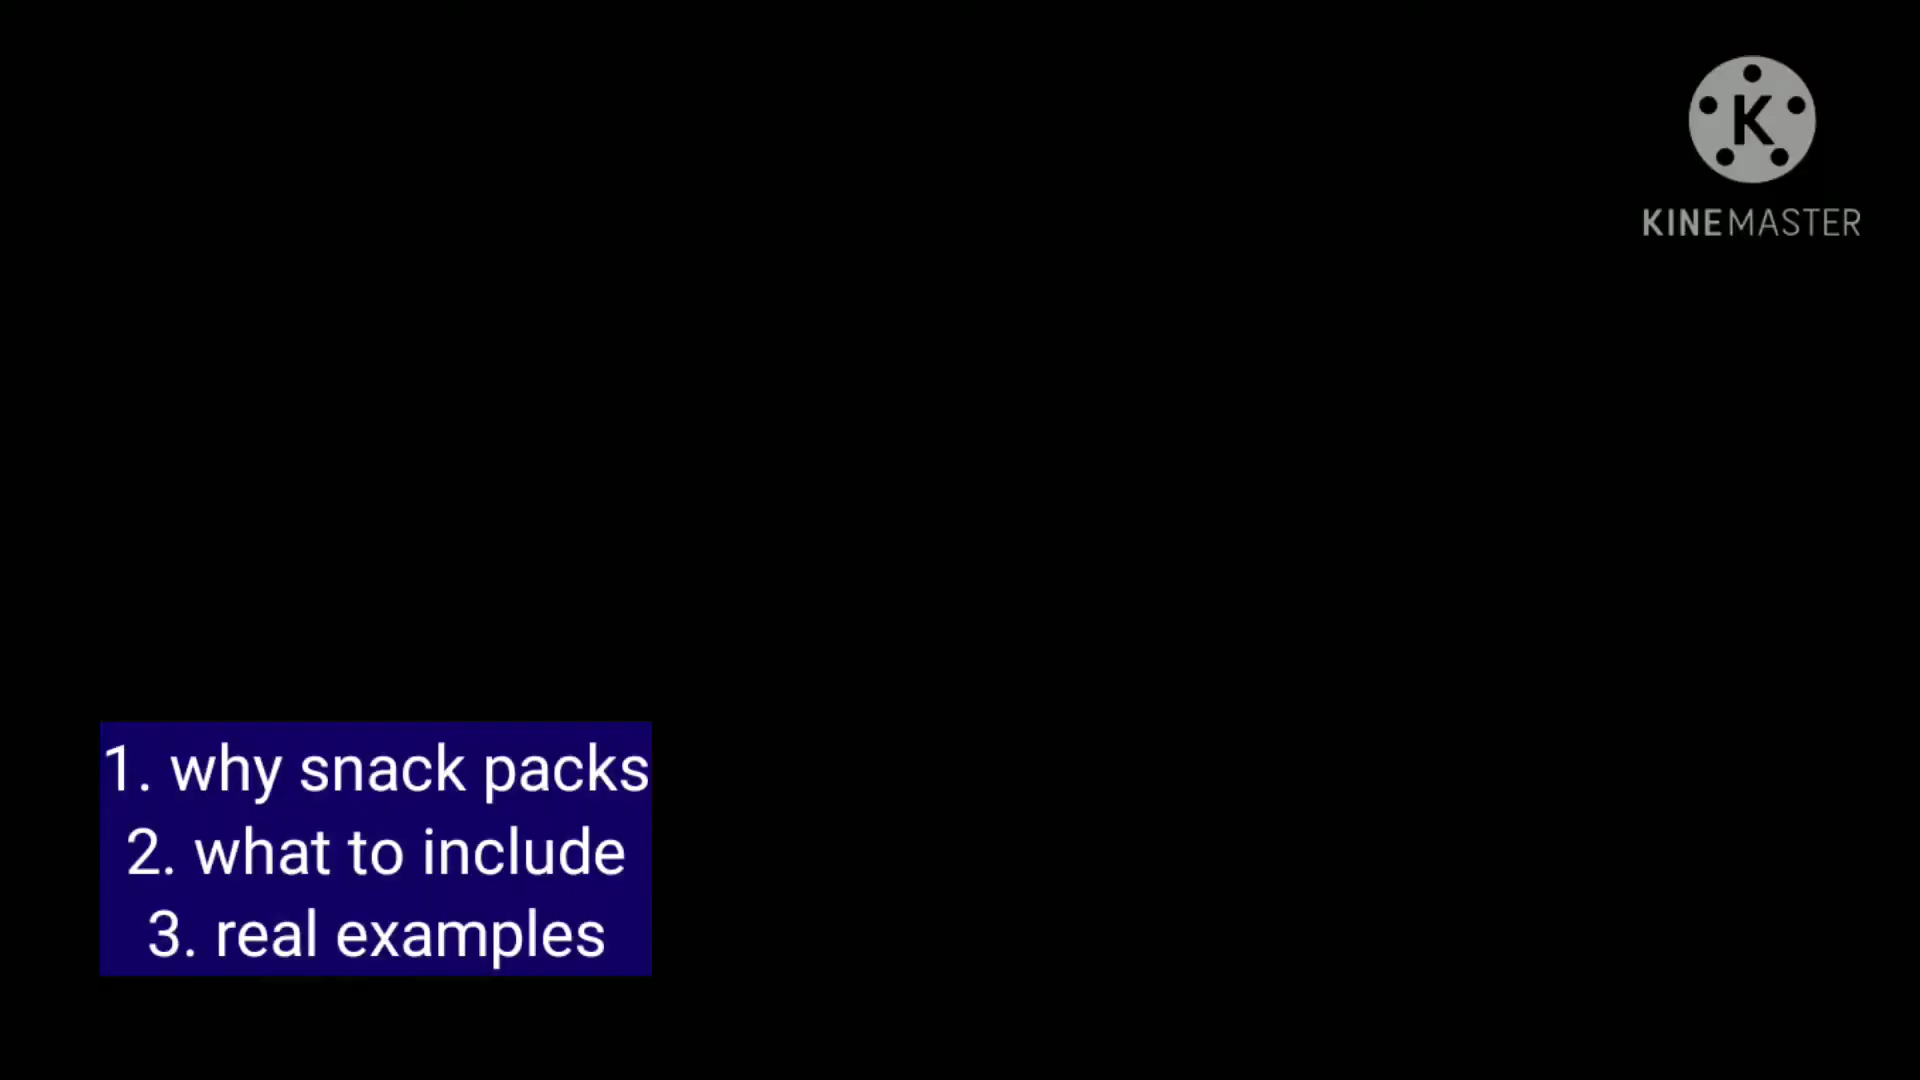 K
KINEMASTER
1. why snack packs
2. what to include
3. real examples